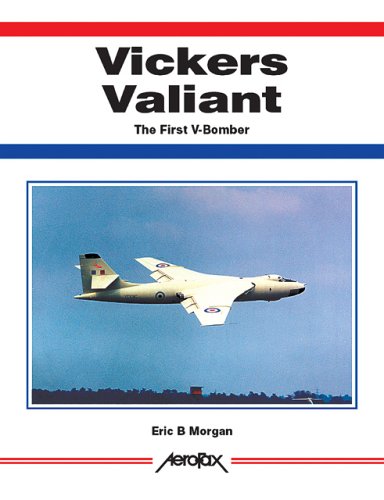 Vickers
Valiant
The First V-Bomber
Eric B Morgan
AeroFax